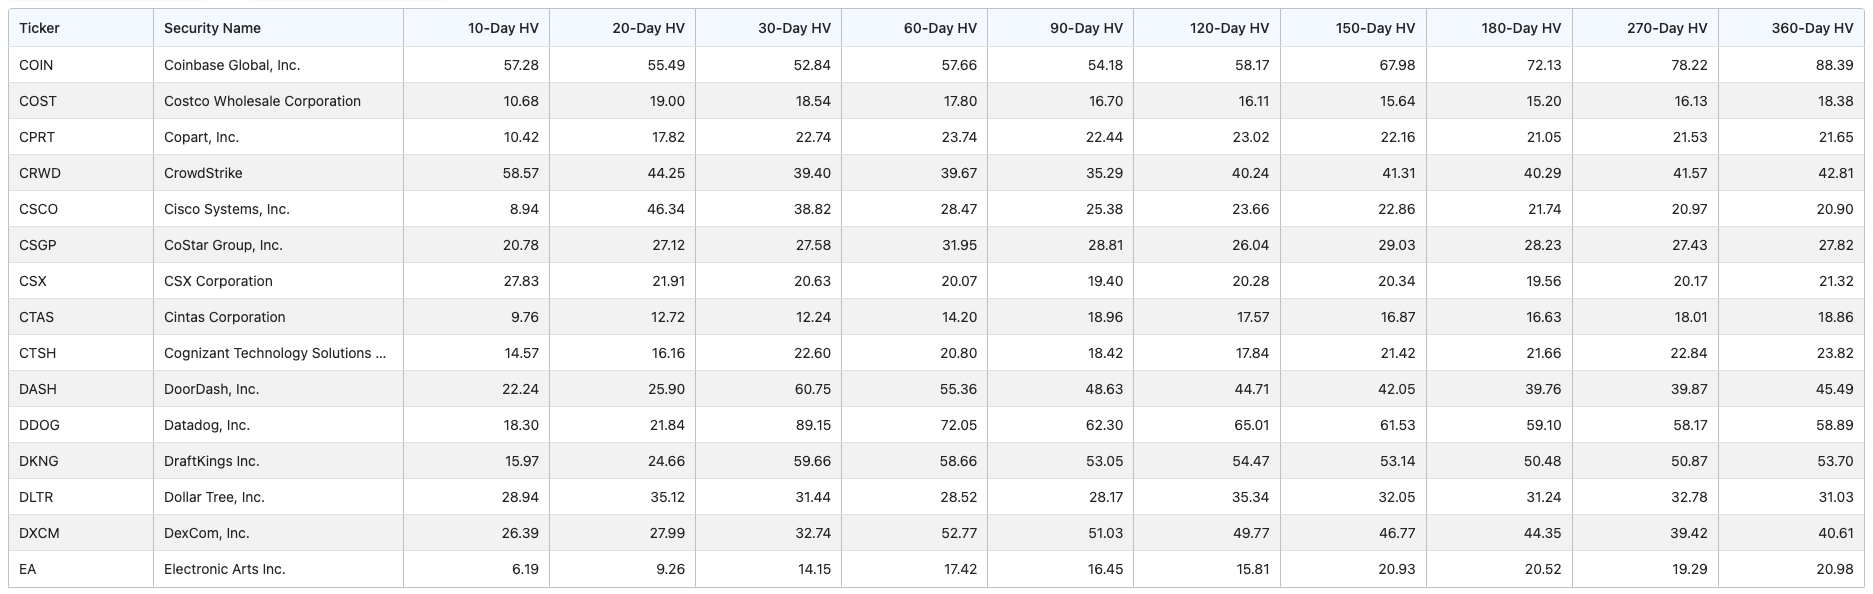 Ticker Security Name 10-Day HV 20-Day HV 30-Day HV 60-Day HV 90-Day HV 120-Day HV 150-Day HV 180-Day HV 270-Day HV 360-Day HV
COIN Coinbase Global, Inc. 57.28 55.49 52.84 57.66 54.18 58.17 67.98 72.13 78.22 88.39
COST Costco Wholesale Corporation 10.68 19.00 18.54 17.80 16.70 16.11 15.64 15.20 16.13 18.38
CPRT Copart, Inc. 10.42 17.82 22.74 23.74 22.44 23.02 22.16 21.05 21.53 21.65
CRWD CrowdStrike 58.57 44.25 39.40 39.67 35.29 40.24 41.31 40.29 41.57 42.81
CSCO Cisco Systems, Inc. 8.94 46.34 38.82 28.47 25.38 23.66 22.86 21.74 20.97 20.90
CSGP CoStar Group, Inc. 20.78 27.12 27.58 31.95 28.81 26.04 29.03 28.23 27.43 27.82
CSX CSX Corporation 27.83 21.91 20.63 20.07 19.40 20.28 20.34 19.56 20.17 21.32
CTAS Cintas Corporation 9.76 12.72 12.24 14.20 18.96 17.57 16.87 16.63 18.01 18.86
CTSH Cognizant Technology Solutions ... 14.57 16.16 22.60 20.80 18.42 17.84 21.42 21.66 22.84 23.82
DASH DoorDash, Inc. 22.24 25.90 60.75 55.36 48.63 44.71 42.05 39.76 39.87 45.49
DDOG Datadog, Inc. 18.30 21.84 89.15 72.05 62.30 65.01 61.53 59.10 58.17 58.89
DKNG DraftKings Inc. 15.97 24.66 59.66 58.66 53.05 54.47 53.14 50.48 50.87 53.70
DLTR Dollar Tree, Inc. 28.94 35.12 31.44 28.52 28.17 35.34 32.05 31.24 32.78 31.03
DXCM DexCom, Inc. 26.39 27.99 32.74 52.77 51.03 49.77 46.77 44.35 39.42 40.61
EA Electronic Arts Inc. 6.19 9.26 14.15 17.42 16.45 15.81 20.93 20.52 19.29 20.98